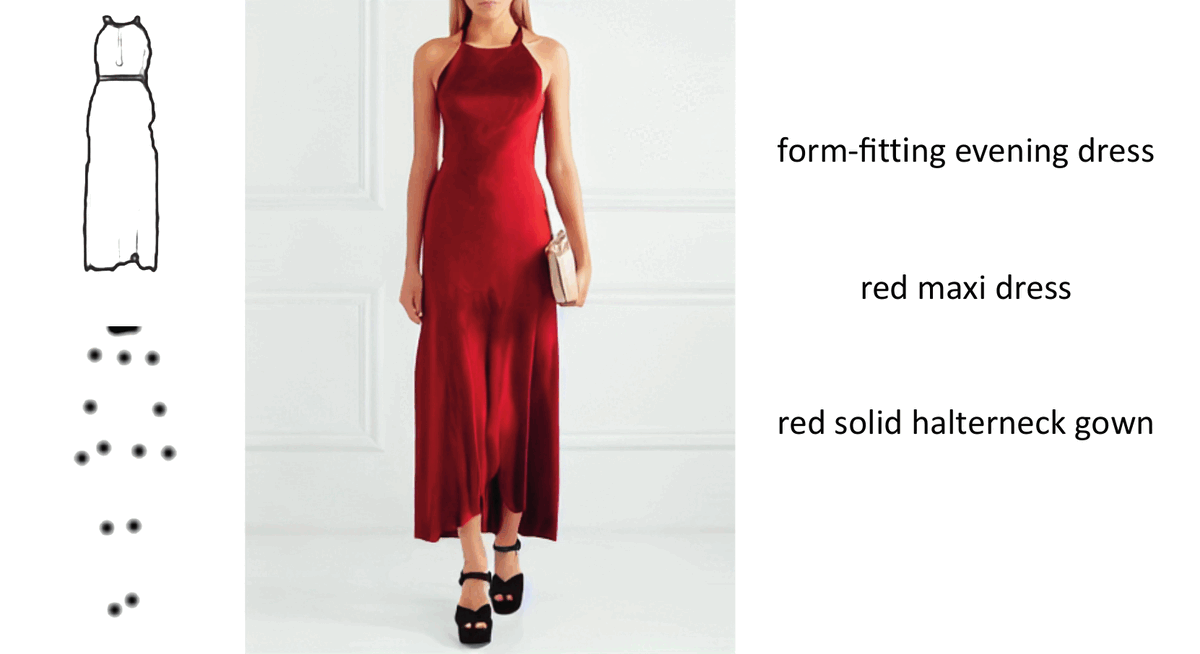 form-fitting evening dress
red maxi dress
red solid halterneck gown